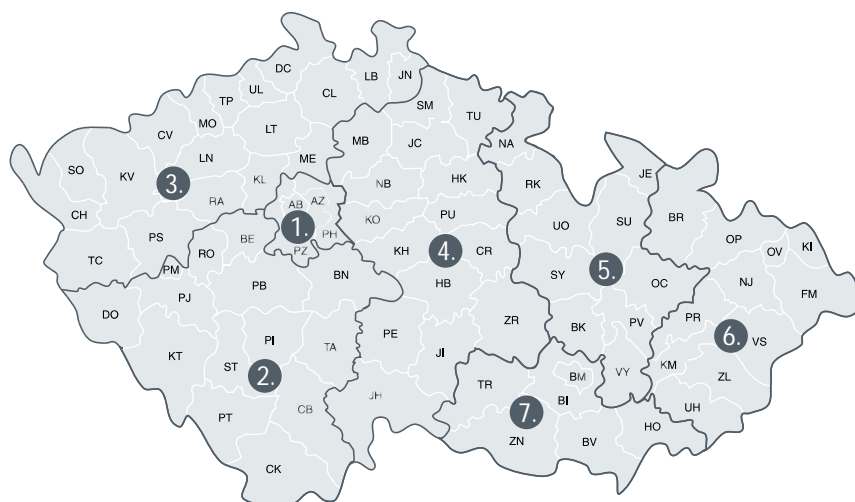 DC
LB
JN
UL
CL
TP
SM
MO
LT
TU
CV
MB
JC
NA
LN
ME
SO
KV
3.
KL
NB
HK
RK
JE
RA
AB
AZ
CH
KO
PU
UO
SU
BR
1.
PH
PS
BE
4.
OP
RO
PZ
KH
CR
OV
KI
TC
PM
BN
SY
5.
PB
HB
OC
NJ
PJ
FM
DO
ZR
PR
BK
PV
6.
VS
PI
PE
KT
TA
JI
ST
2.
KM
TR
BM
VY
ZL
JH
BI
CB
UH
PT
7.
HO
ZN
BV
CK